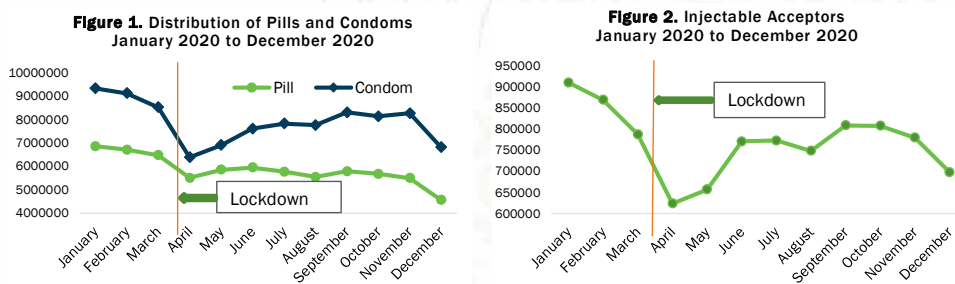 Figure 1. Distribution of Pills and Condoms
January 2020 to December 2020
10000000
9000000
8000000
7000000
6000000
5000000
4000000
Pill
Condom
Lockdown
January
February
March
April
May
June
July
August
September
October
November
December
Figure 2. Injectable Acceptors
January 2020 to December 2020
950000
900000
850000
800000
750000
700000
650000
600000
Lockdown
January
February
March
April
May
June
July
August
September
October
November
December